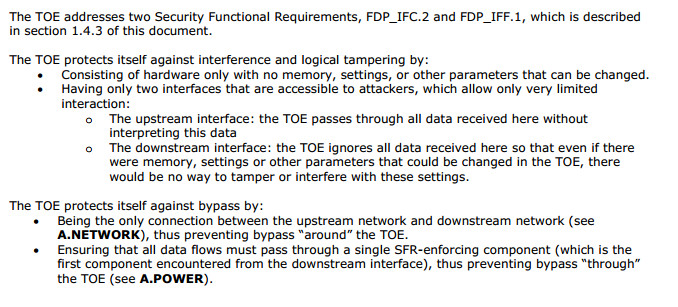 The TOE addresses two Security Functional Requirements, FDP_IFC.2 and FDP_IFF.1, which is described
in section 1.4.3 of this document.
The TOE protects itself against interference and logical tampering by:
• Consisting of hardware only with no memory, settings, or other parameters that can be changed.
• Having only two interfaces that are accessible to attackers, which allow only very limited
interaction:
o The upstream interface: the TOE passes through all data received here without
interpreting this data
o The downstream interface: the TOE ignores all data received here so that even if there
were memory, settings or other parameters that could be changed in the TOE, there
would be no way to tamper or interfere with these settings.
The TOE protects itself against bypass by:
• Being the only connection between the upstream network and downstream network (see
A.NETWORK), thus preventing bypass "around" the TOE.
• Ensuring that all data flows must pass through a single SFR-enforcing component (which is the
first component encountered from the downstream interface), thus preventing bypass "through"
the TOE (see A.POWER).